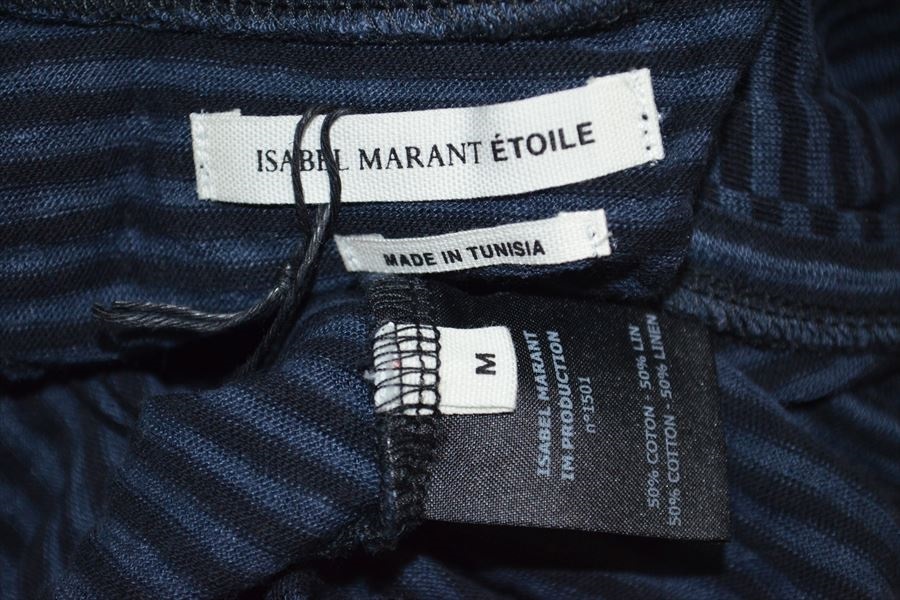 ISABEL MARANT ÉTOILE
MADE IN TUNISIA
M
ISABEL MARANT
IM PRODUCTION
n°1501
50% COTON - 50% LIN
50% COTTON - 50% LINEN